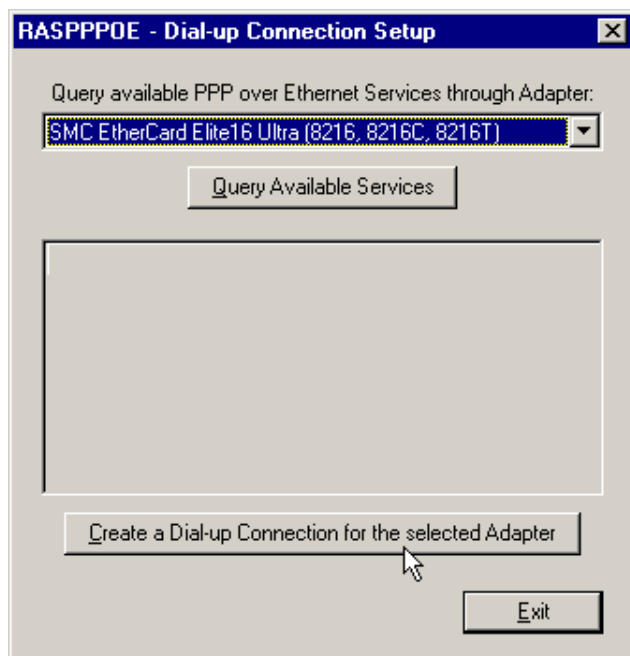 RASPPPOE - Dial-up Connection Setup
Query available PPP over Ethernet Services through Adapter:
SMC EtherCard Elite16 Ultra (8216, 8216C, 8216T)
Query Available Services
Create a Dial-up Connection for the selected Adapter
Exit